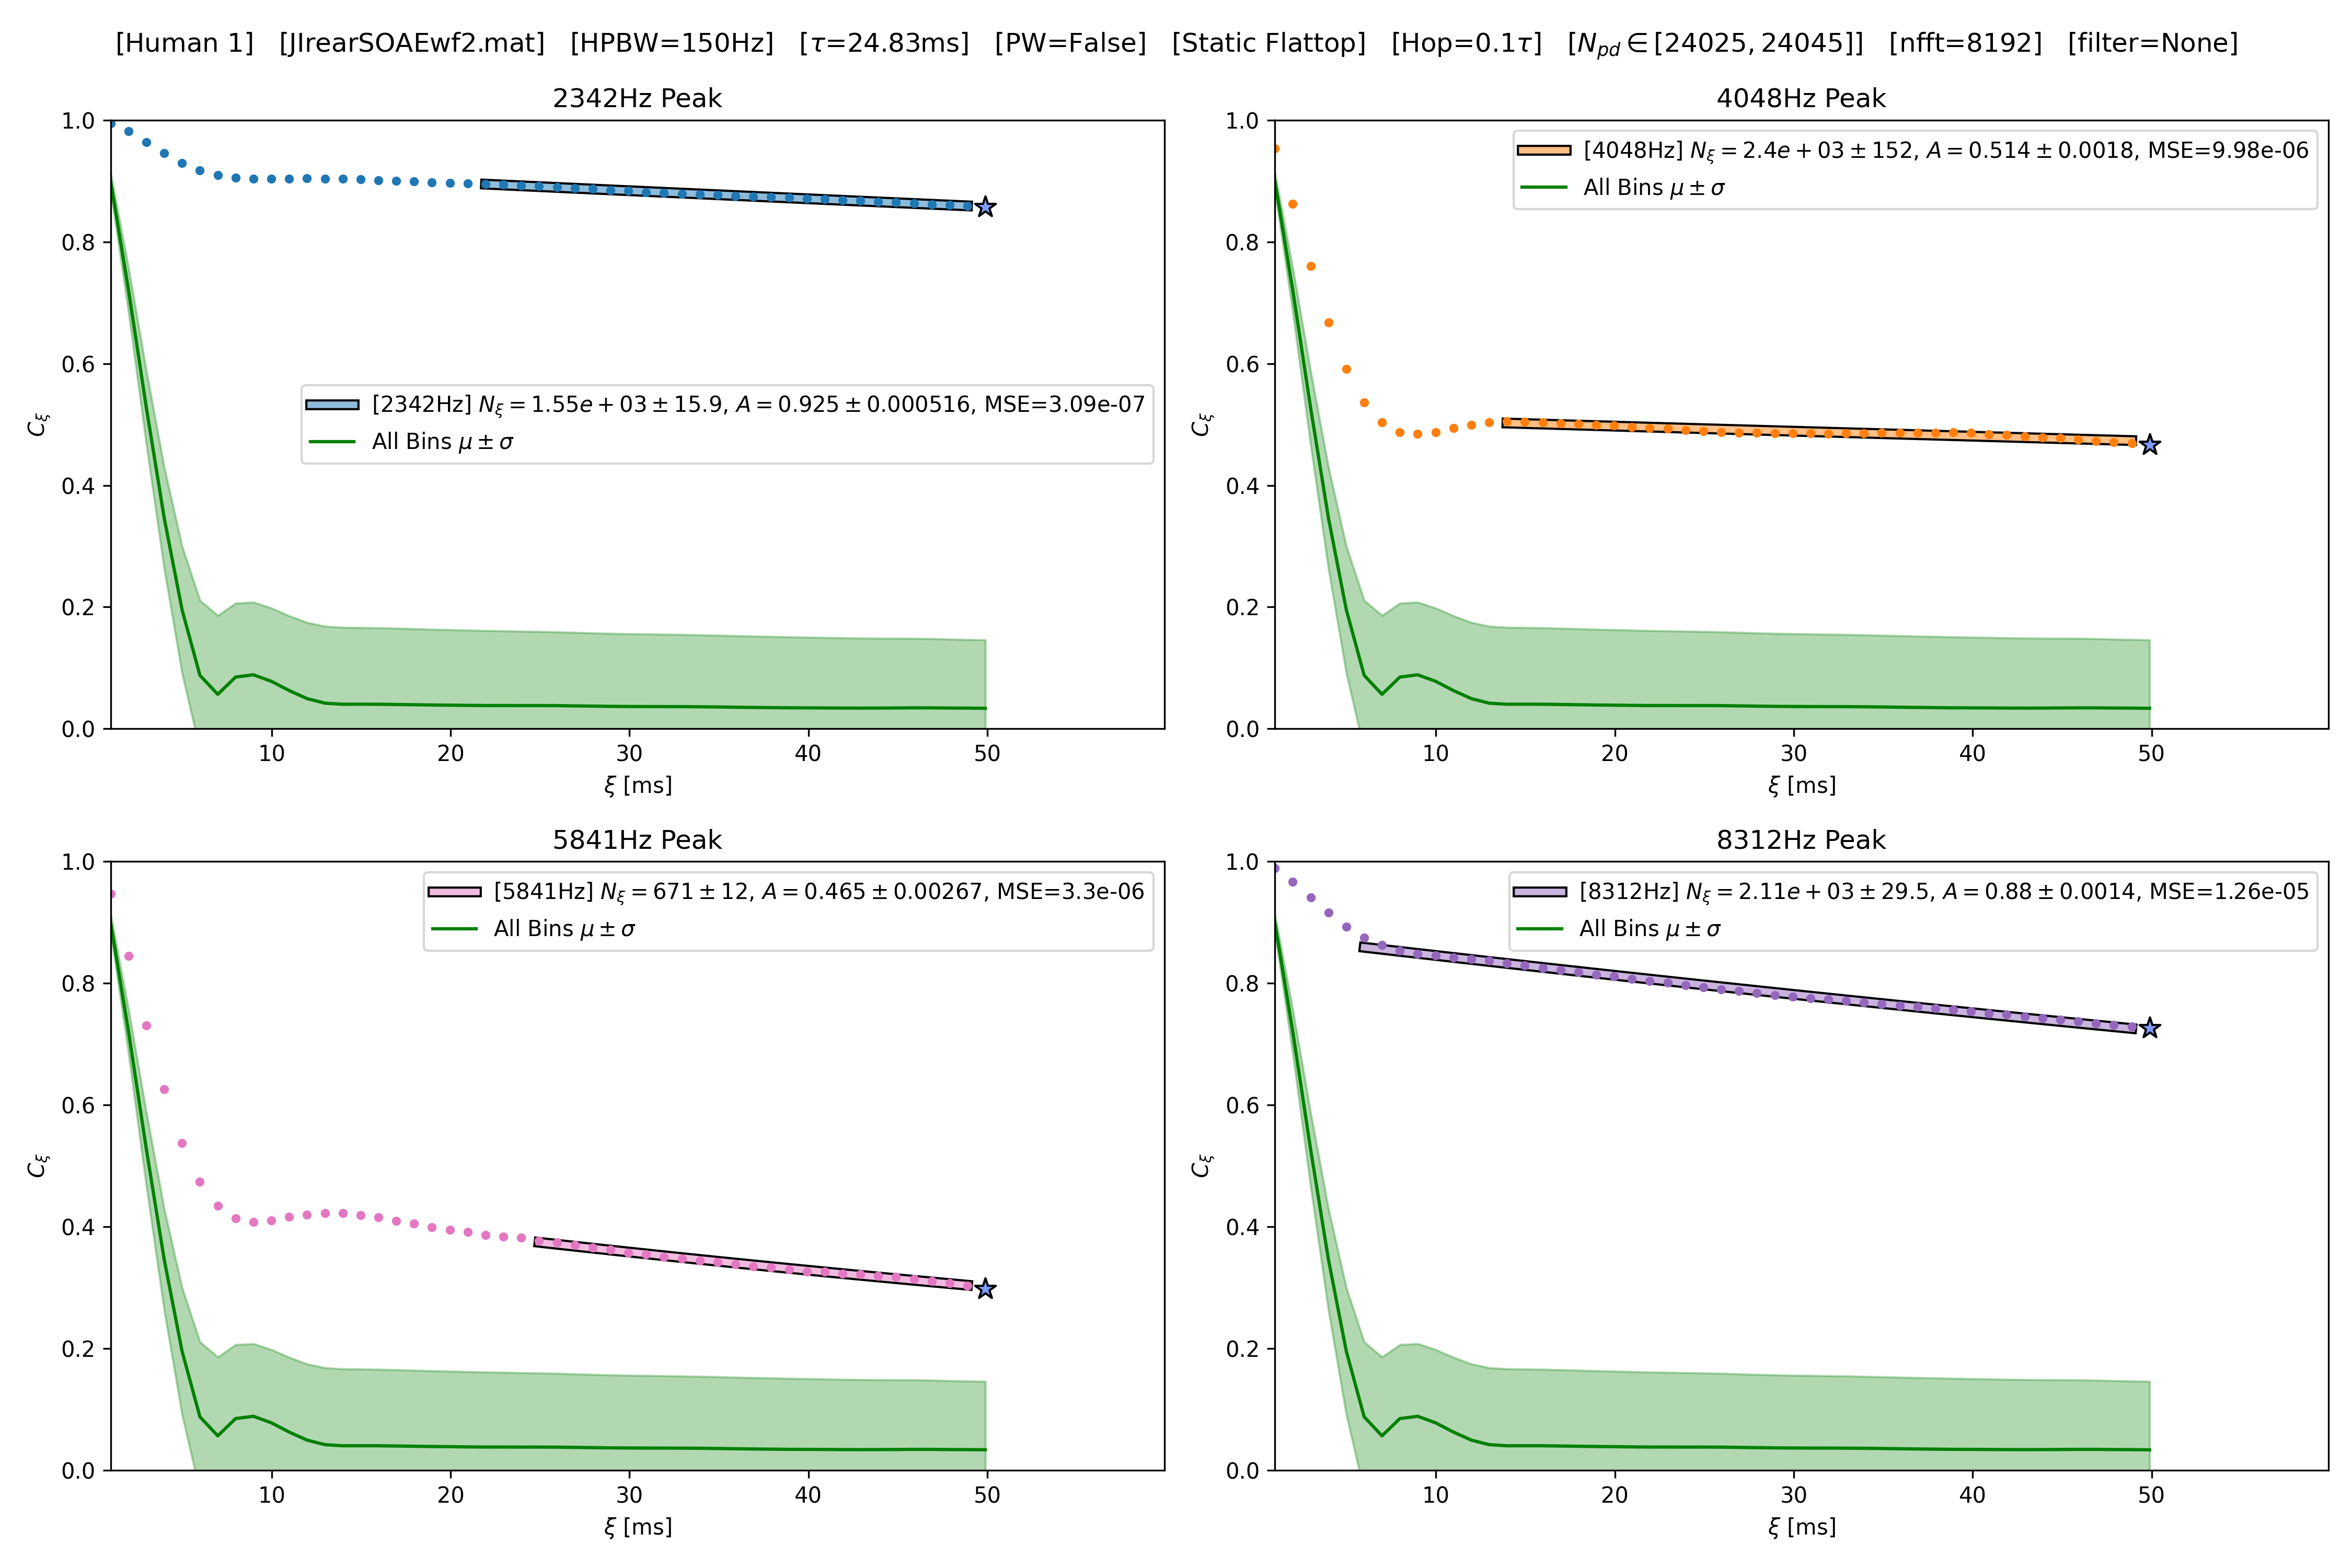 [Human 1] [JIrearSOAEwf2.mat] [HPBW=150Hz] [τ=24.83ms] [PW=False] [Static Flattop] [Hop=0.1τ] [N_pd ∈ [24025, 24045]] [nfft=8192] [filter=None]
2342Hz Peak
1.0
0.8
0.6
0.4
0.2
0.0
C_ξ
[2342Hz] N_ξ = 1.55e + 03 ± 15.9, A = 0.925 ± 0.000516, MSE=3.09e-07
All Bins μ ± σ
10 20 30 40 50
ξ [ms]
4048Hz Peak
1.0
0.8
0.6
0.4
0.2
0.0
C_ξ
[4048Hz] N_ξ = 2.4e + 03 ± 152, A = 0.514 ± 0.0018, MSE=9.98e-06
All Bins μ ± σ
10 20 30 40 50
ξ [ms]
5841Hz Peak
1.0
0.8
0.6
0.4
0.2
0.0
C_ξ
[5841Hz] N_ξ = 671 ± 12, A = 0.465 ± 0.00267, MSE=3.3e-06
All Bins μ ± σ
10 20 30 40 50
ξ [ms]
8312Hz Peak
1.0
0.8
0.6
0.4
0.2
0.0
C_ξ
[8312Hz] N_ξ = 2.11e + 03 ± 29.5, A = 0.88 ± 0.0014, MSE=1.26e-05
All Bins μ ± σ
10 20 30 40 50
ξ [ms]